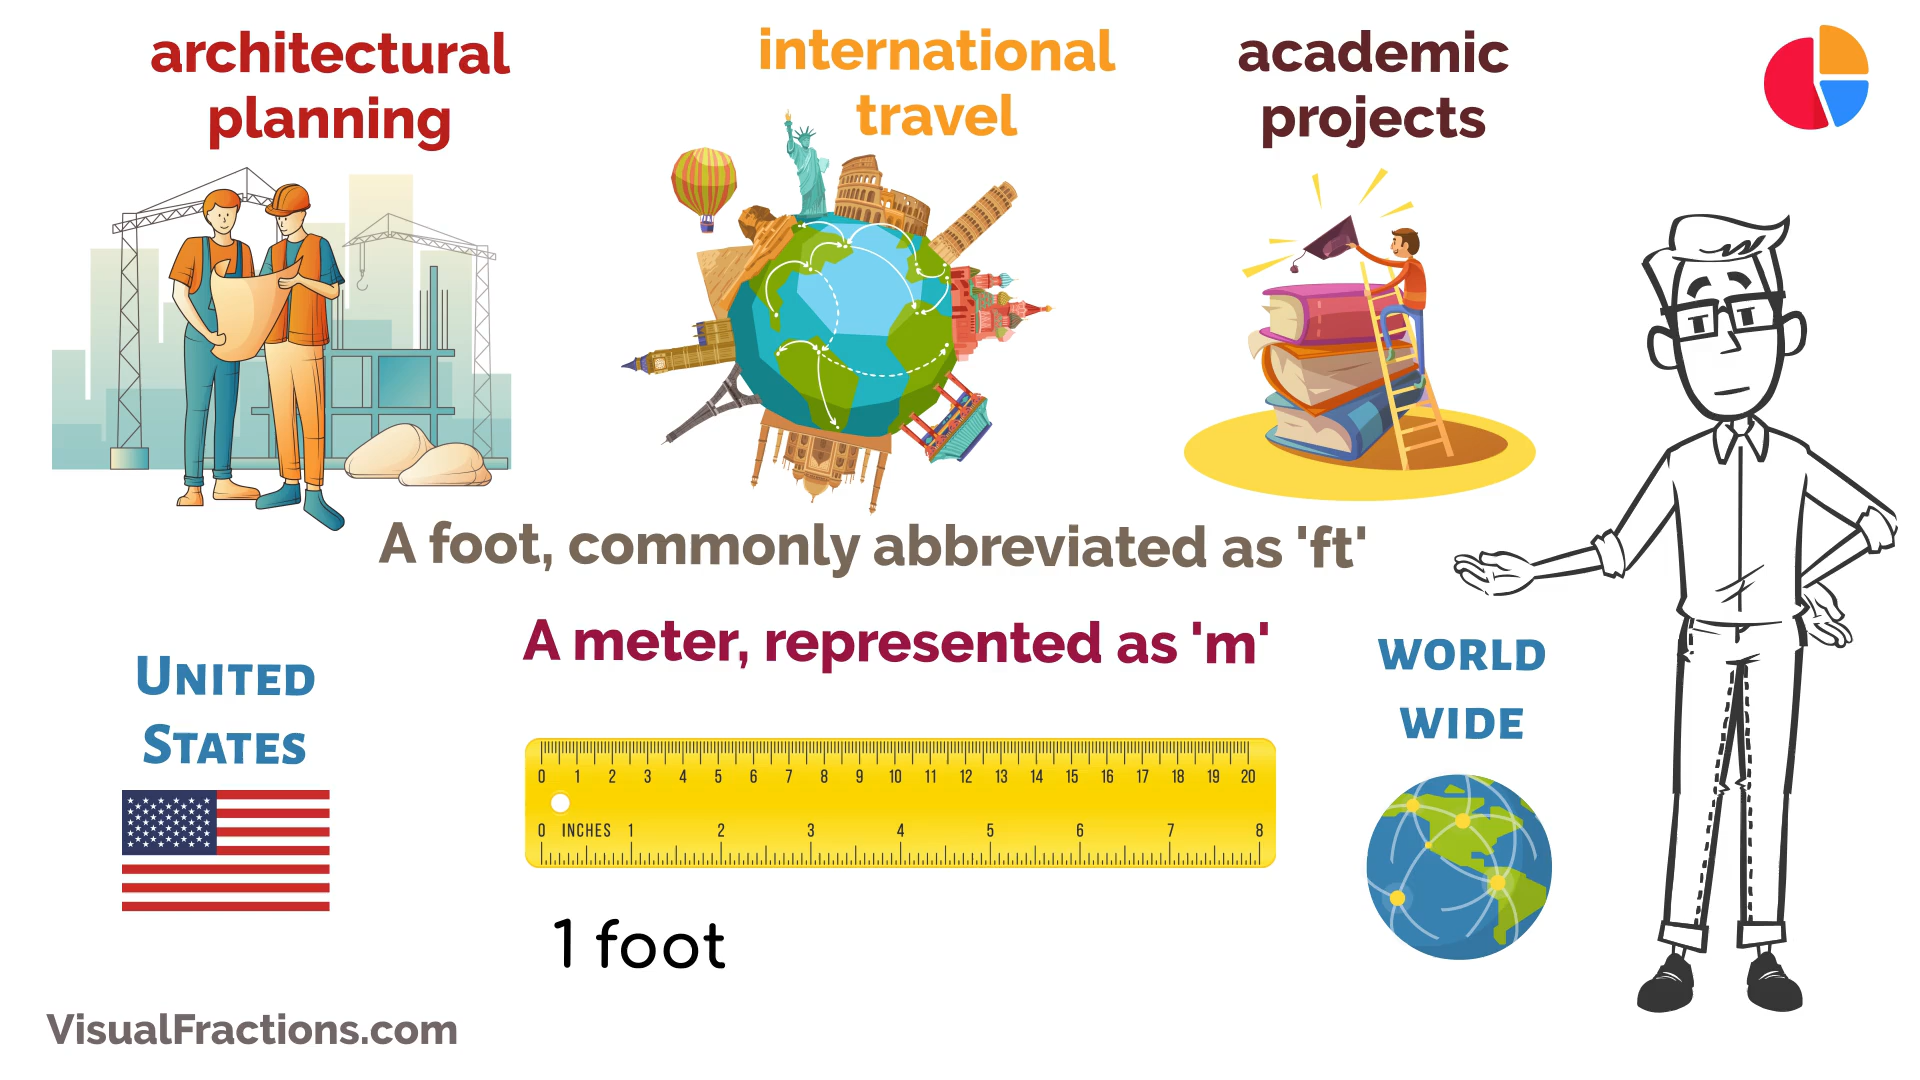 architectural
planning
international
travel
academic
projects
A foot, commonly abbreviated as 'ft'
A meter, represented as 'm'
United
States
WORLD
WIDE
0 1 2 3 4 5 6 7 8 9 10 11 12 13 14 15 16 17 18 19 20
0 INCHES 1 2 3 4 5 6 7 8
1 foot
VisualFractions.com